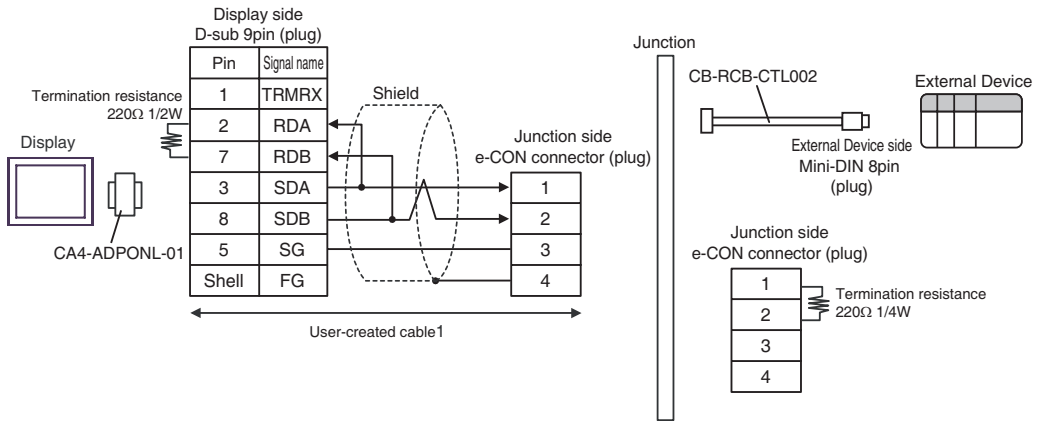 Display side
D-sub 9pin (plug)
Pin Signal name
1 TRMRX
2 RDA
7 RDB
3 SDA
8 SDB
5 SG
Shell FG
Termination resistance
220Ω 1/2W
Display
CA4-ADPONL-01
Shield
Junction side
e-CON connector (plug)
1
2
3
4
User-created cable1
Junction
CB-RCB-CTL002
External Device
External Device side
Mini-DIN 8pin
(plug)
Junction side
e-CON connector (plug)
1
2
3
4
Termination resistance
220Ω 1/4W